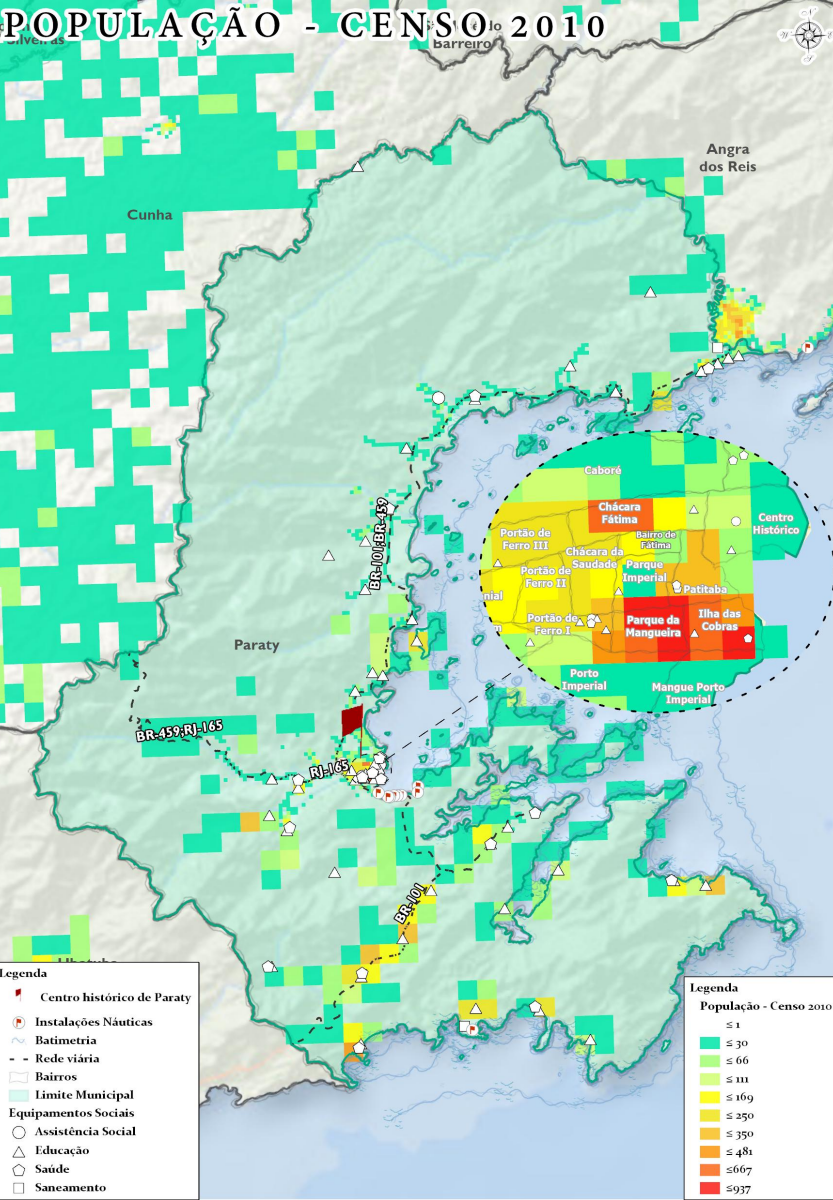 POPULAÇÃO - CENSO 2010
Silveiras
Barreiro
N
S
Angra
dos Reis
Cunha
BR-101;BR-459
Caboré
Chácara
Fátima
Centro
Histórico
Portão de
Ferro III
Bairro de
Fátima
Chácara da
Saudade
Parque
Imperial
Portão de
Ferro II
nial
Patitaba
Portão de
Ferro I
Parque da
Mangueira
Ilha das
Cobras
Porto
Imperial
Mangue Porto
Imperial
Paraty
BR-459;RJ-165
RJ-165
BR-101
Ubatuba
Legenda
Centro histórico de Paraty
Instalações Náuticas
Batimetria
Rede viária
Bairros
Limite Municipal
Equipamentos Sociais
Assistência Social
Educação
Saúde
Saneamento
Legenda
População - Censo 2010
≤ 1
≤ 30
≤ 66
≤ 111
≤ 169
≤ 250
≤ 350
≤ 481
≤667
≤937